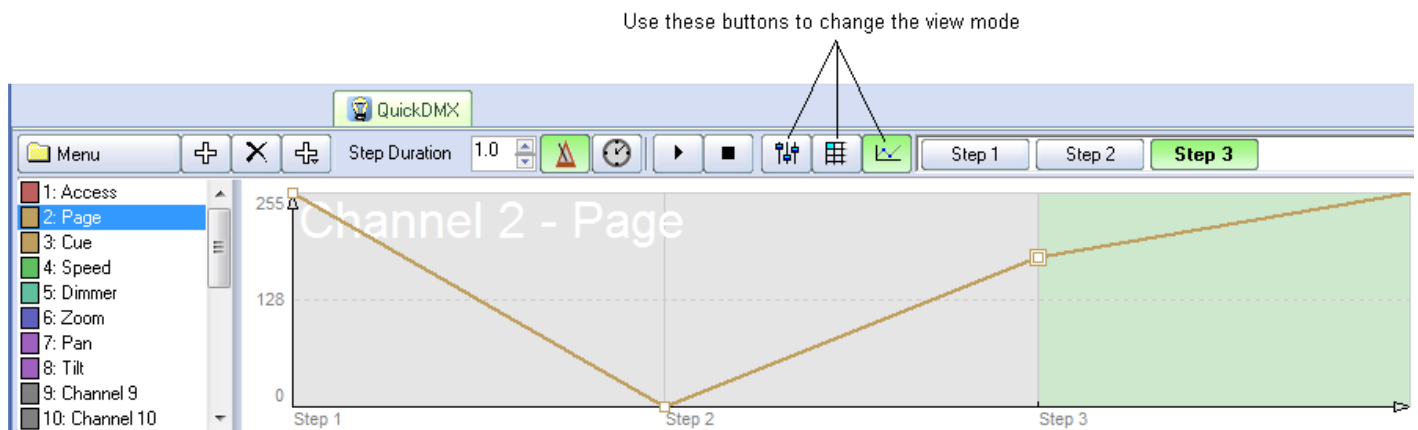 Use these buttons to change the view mode
QuickDMX
Menu Step Duration 1.0 Step 1 Step 2 Step 3
1: Access
2: Page
3: Cue
4: Speed
5: Dimmer
6: Zoom
7: Pan
8: Tilt
9: Channel 9
10: Channel 10
255
Channel 2 - Page
128
0
Step 1 Step 2 Step 3